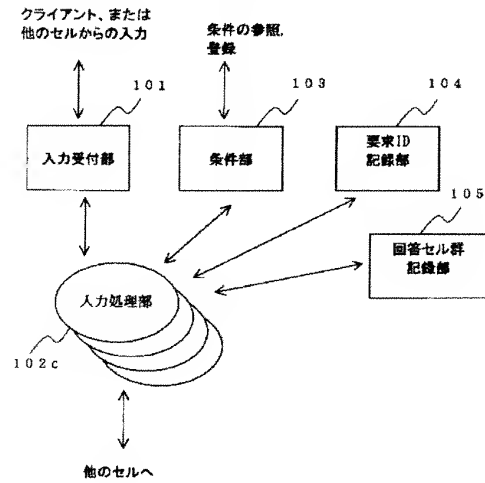 クライアント、または
他のセルからの入力
条件の参照,
登録
101
103
104
入力受付部
条件部
要求ID
記録部
105
回答セル群
記録部
入力処理部
102c
他のセルへ